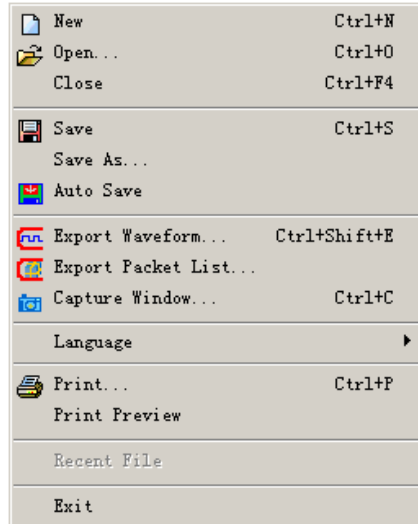 New Ctrl+N
Open... Ctrl+O
Close Ctrl+F4
Save Ctrl+S
Save As...
Auto Save
Export Waveform... Ctrl+Shift+E
Export Packet List...
Capture Window... Ctrl+C
Language
Print... Ctrl+P
Print Preview
Recent File
Exit